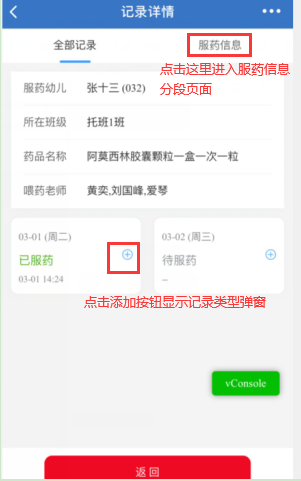 记录详情
全部记录
服药信息
点击这里进入服药信息
分段页面
服药幼儿 张十三 (032)
所在班级 托班1班
药品名称 阿莫西林胶囊颗粒一盒一次一粒
喂药老师 黄奕,刘国峰,爱琴
03-01 (周二)
已服药
03-01 14:24
03-02 (周三)
待服药
--
点击添加按钮显示记录类型弹窗
vConsole
返回